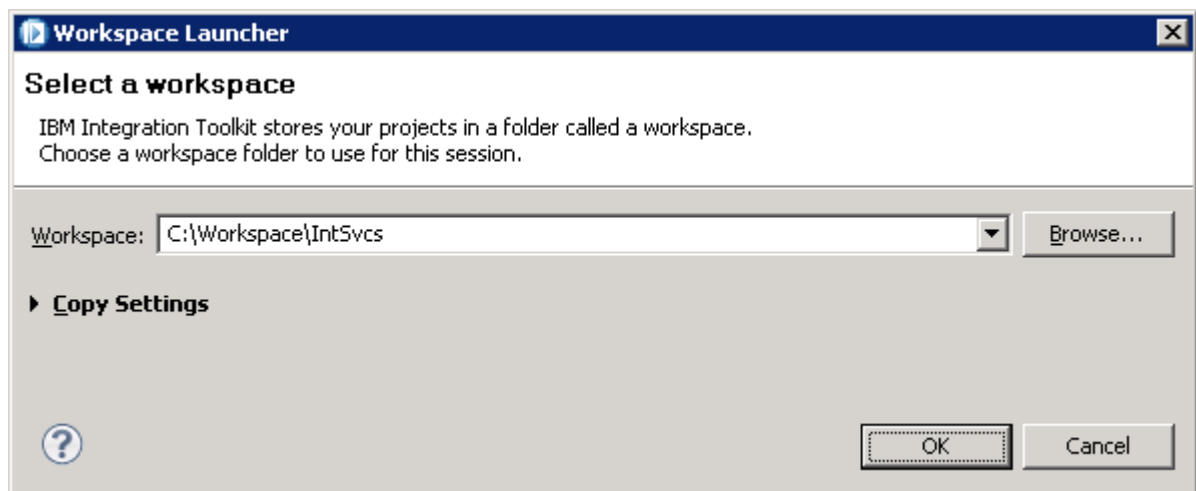 Workspace Launcher
Select a workspace
IBM Integration Toolkit stores your projects in a folder called a workspace.
Choose a workspace folder to use for this session.
Workspace: C:\Workspace\IntSvcs Browse...
Copy Settings
? OK Cancel